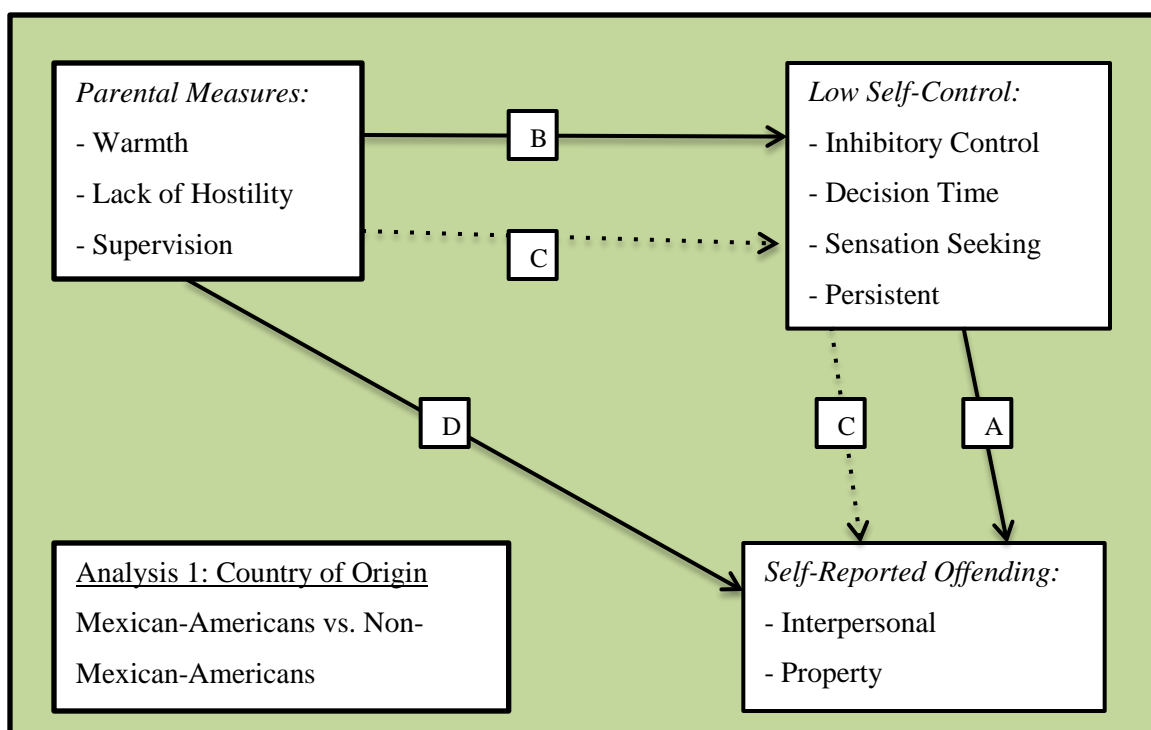 Parental Measures:
- Warmth
- Lack of Hostility
- Supervision
B
C
Low Self-Control:
- Inhibitory Control
- Decision Time
- Sensation Seeking
- Persistent
D
C
A
Analysis 1: Country of Origin
Mexican-Americans vs. Non-
Mexican-Americans
Self-Reported Offending:
- Interpersonal
- Property